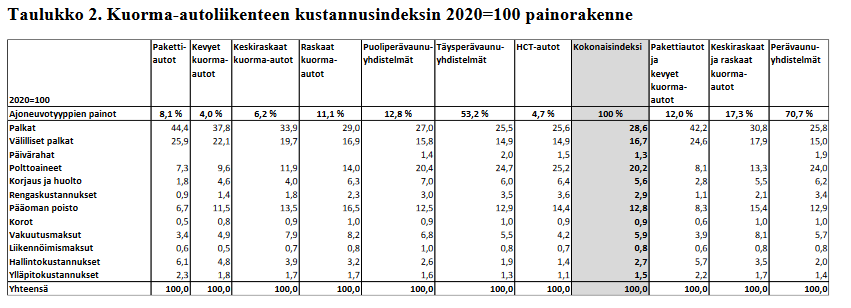 Taulukko 2. Kuorma-autoliikenteen kustannusindeksin 2020=100 painorakenne
2020=100 Paketti-autot Kevyet kuorma-autot Keskiraskaat kuorma-autot Raskaat kuorma-autot Puoliperävaunu-yhdistelmät Täysperävaunu-yhdistelmät HCT-autot Kokonaisindeksi Pakettiautot ja kevyet kuorma-autot Keskiraskaat ja raskaat kuorma-autot Perävaunu-yhdistelmät
Ajoneuvotyyppien painot 8,1 % 4,0 % 6,2 % 11,1 % 12,8 % 53,2 % 4,7 % 100 % 12,0 % 17,3 % 70,7 %
Palkat 44,4 37,8 33,9 29,0 27,0 25,5 25,6 28,6 42,2 30,8 25,8
Välilliset palkat 25,9 22,1 19,7 16,9 15,8 14,9 14,9 16,7 24,6 17,9 15,0
Päivärahat 1,4 2,0 1,5 1,3 1,9
Polttoaineet 7,3 9,6 11,9 14,0 20,4 24,7 25,2 20,2 8,1 13,3 24,0
Korjaus ja huolto 1,8 4,6 4,0 6,3 7,0 6,0 6,4 5,6 2,8 5,5 6,2
Rengaskustannukset 0,9 1,4 1,8 2,3 3,0 3,5 3,6 2,9 1,1 2,1 3,4
Pääoman poisto 6,7 11,5 13,5 16,5 12,5 12,9 14,4 12,8 8,3 15,4 12,9
Korot 0,5 0,8 0,9 1,0 0,9 1,0 0,9 0,9 0,6 1,0 1,0
Vakuutusmaksut 3,4 4,9 7,9 8,2 6,8 5,5 4,2 5,9 3,9 8,1 5,7
Liikennöimismaksut 0,6 0,5 0,7 0,8 1,0 0,8 0,7 0,8 0,6 0,7 0,8
Hallintokustannukset 6,1 4,8 3,9 3,2 2,6 1,9 1,4 2,7 5,7 3,5 2,0
Ylläpitokustannukset 2,3 1,8 1,7 1,7 1,6 1,3 1,1 1,5 2,2 1,7 1,4
Yhteensä 100,0 100,0 100,0 100,0 100,0 100,0 100,0 100,0 100,0 100,0 100,0